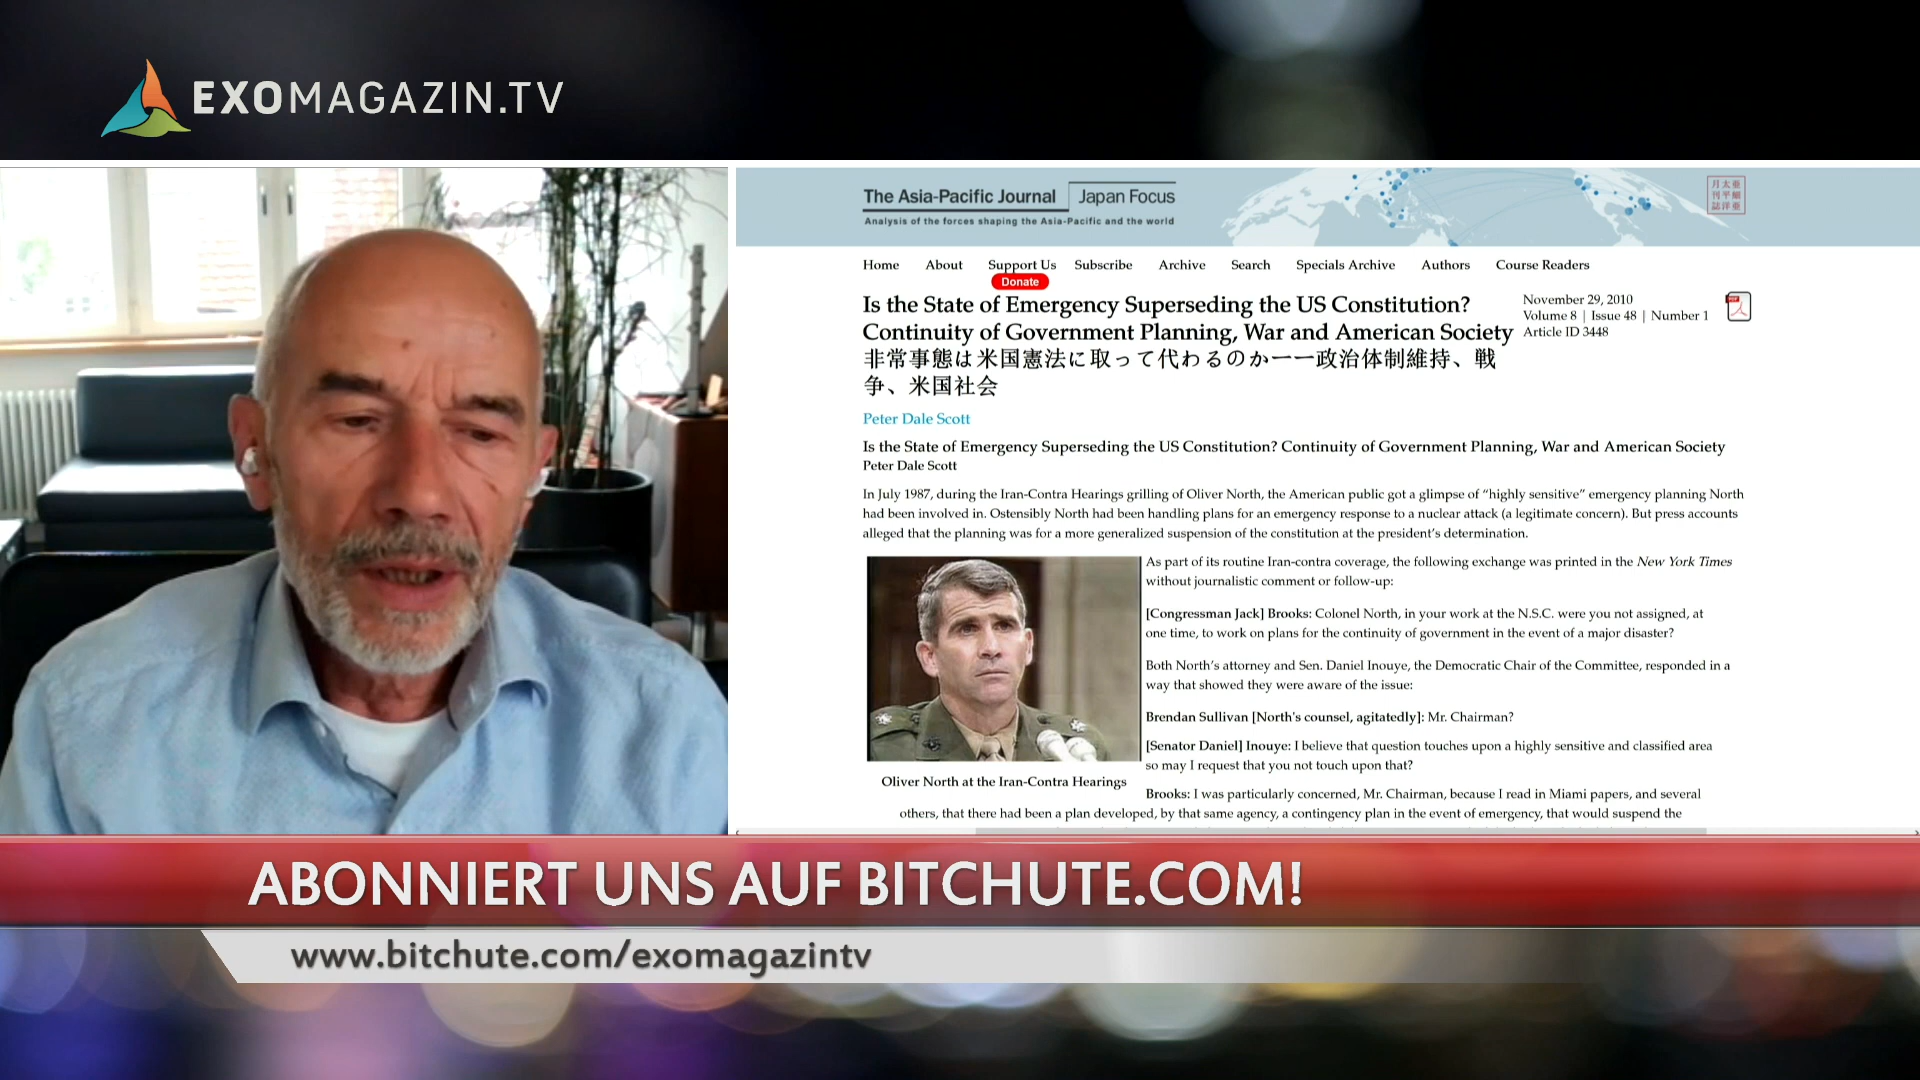 EXOMAGAZIN.TV
The Asia-Pacific Journal
Japan Focus
Analysis of the forces shaping the Asia-Pacific and the world
Home About Support Us Subscribe Archive Search Specials Archive Authors Course Readers
Donate
Is the State of Emergency Superseding the US Constitution?
Continuity of Government Planning, War and American Society
非常事態は米国憲法に取って代わるのかーー政治体制維持、戦
争、米国社会
November 29, 2010
Volume 8 | Issue 48 | Number 1
Article ID 3448
Peter Dale Scott
Is the State of Emergency Superseding the US Constitution? Continuity of Government Planning, War and American Society
Peter Dale Scott
In July 1987, during the Iran-Contra Hearings grilling of Oliver North, the American public got a glimpse of “highly sensitive” emergency planning North
had been involved in. Ostensibly North had been handling plans for an emergency response to a nuclear attack (a legitimate concern). But press accounts
alleged that the planning was for a more generalized suspension of the constitution at the president’s determination.
As part of its routine Iran-contra coverage, the following exchange was printed in the New York Times
without journalistic comment or follow-up:
[Congressman Jack] Brooks: Colonel North, in your work at the N.S.C. were you not assigned, at
one time, to work on plans for the continuity of government in the event of a major disaster?
Both North’s attorney and Sen. Daniel Inouye, the Democratic Chair of the Committee, responded in a
way that showed they were aware of the issue:
Brendan Sullivan [North's counsel, agitatedly]: Mr. Chairman?
[Senator Daniel] Inouye: I believe that question touches upon a highly sensitive and classified area
so may I request that you not touch upon that?
Oliver North at the Iran-Contra Hearings
Brooks: I was particularly concerned, Mr. Chairman, because I read in Miami papers, and several
others, that there had been a plan developed, by that same agency, a contingency plan in the event of emergency, that would suspend the
ABONNIERT UNS AUF BITCHUTE.COM!
www.bitchute.com/exomagazintv